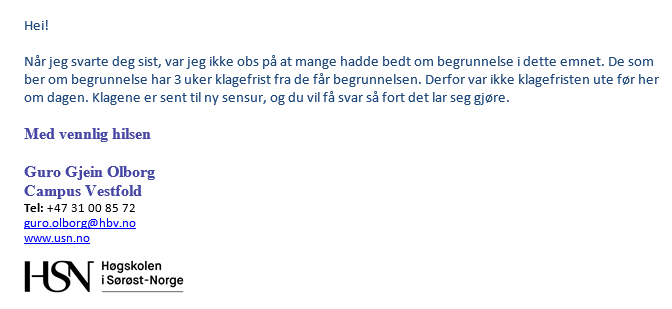 Hei!
Når jeg svarte deg sist, var jeg ikke obs på at mange hadde bedt om begrunnelse i dette emnet. De som
ber om begrunnelse har 3 uker klagefrist fra de får begrunnelsen. Derfor var ikke klagefristen ute før her
om dagen. Klagene er sent til ny sensur, og du vil få svar så fort det lar seg gjøre.
Med vennlig hilsen
Guro Gjein Olborg
Campus Vestfold
Tel: +47 31 00 85 72
guro.olborg@hbv.no
www.usn.no
HSN Høgskolen
i Sørøst-Norge